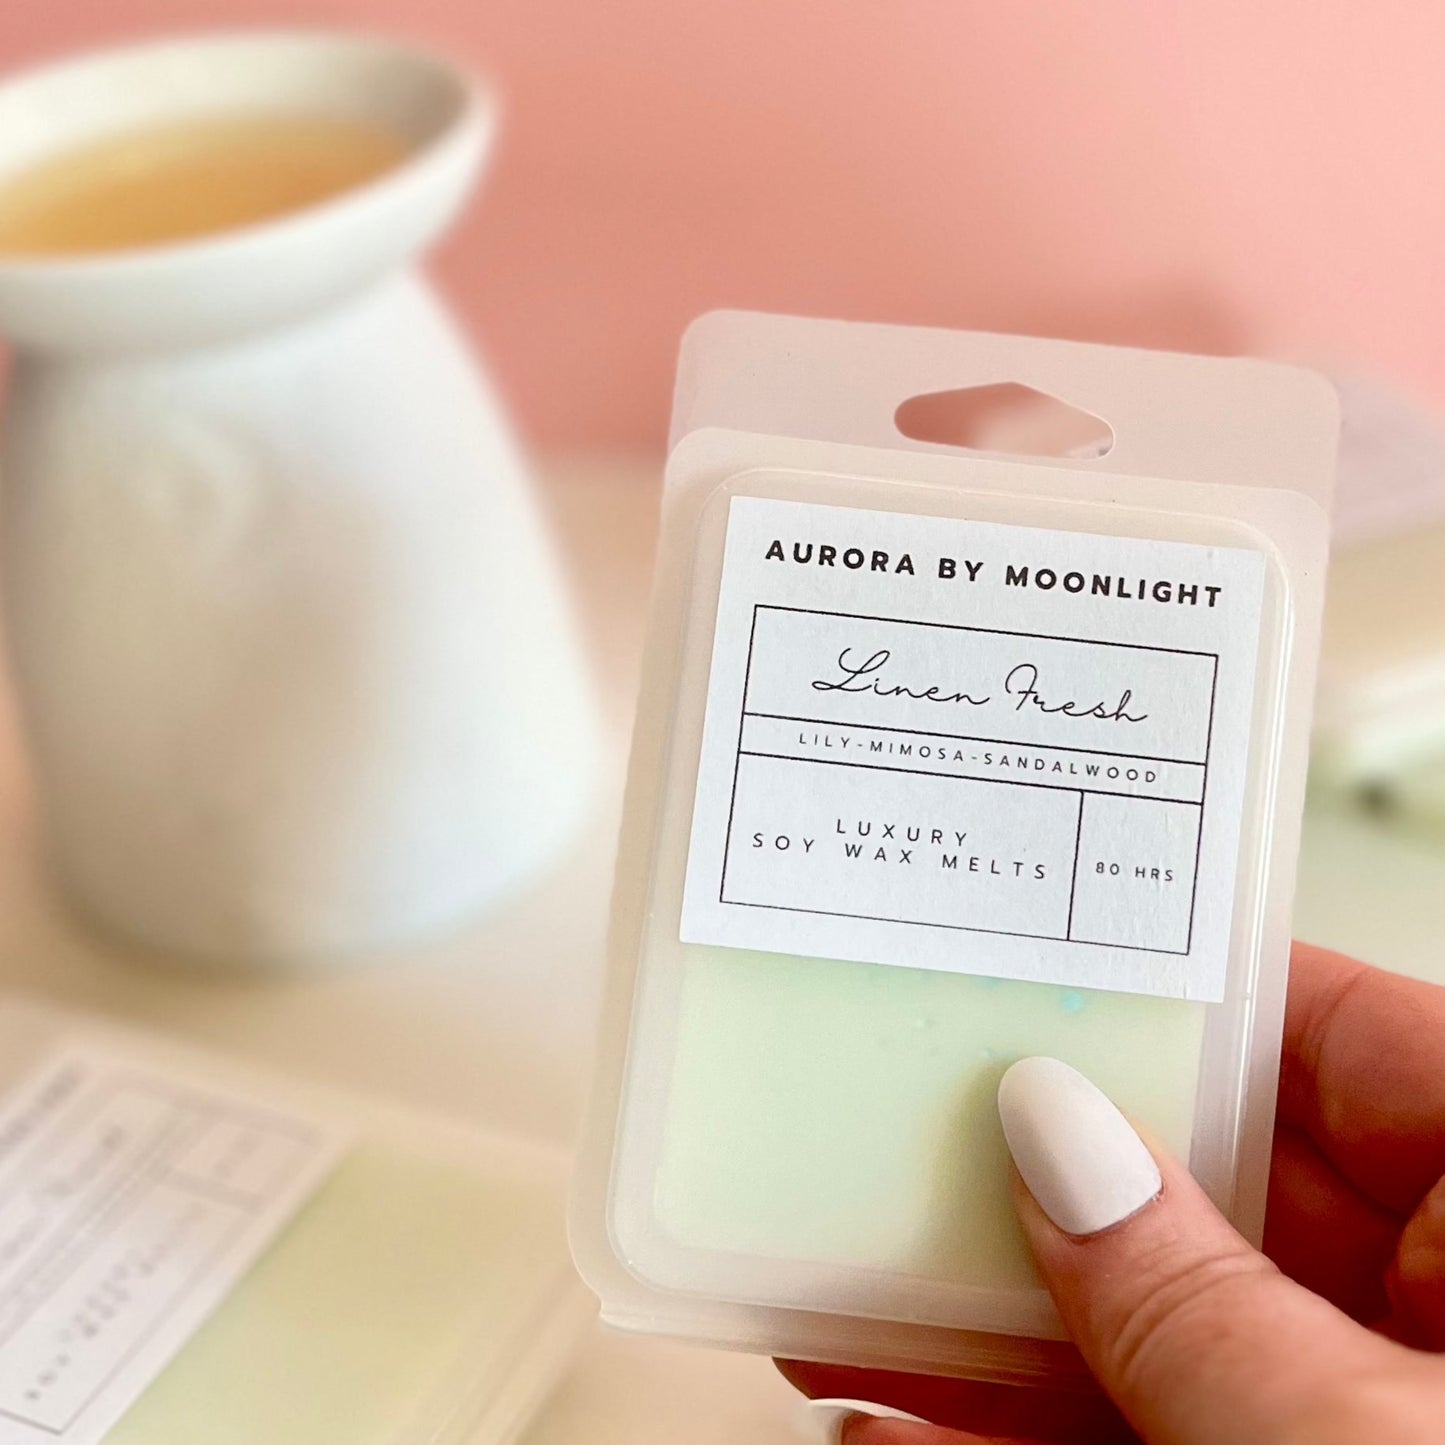 AURORA BY MOONLIGHT
Linen Fresh
LILY-MIMOSA-SANDALWOOD
LUXURY
SOY WAX MELTS
80 HRS